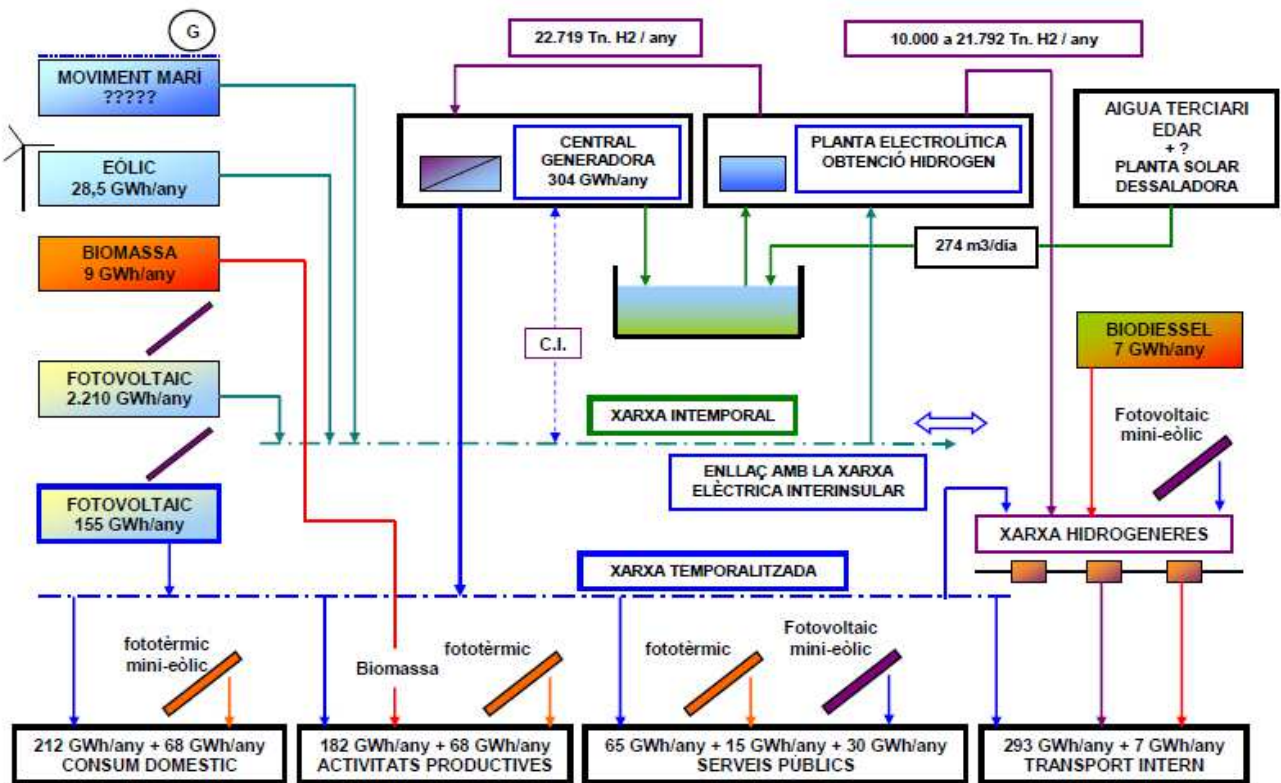 G
22.719 Tn. H2 / any
10.000 a 21.792 Tn. H2 / any
MOVIMENT MARÍ
?????
CENTRAL
GENERADORA
304 GWh/any
PLANTA ELECTROLÍTICA
OBTENCIÓ HIDROGEN
AIGUA TERCIARI
EDAR
+ ?
PLANTA SOLAR
DESSALADORA
EÒLIC
28,5 GWh/any
BIOMASSA
9 GWh/any
274 m3/dia
C.I.
BIODIESSEL
7 GWh/any
FOTOVOLTAIC
2.210 GWh/any
XARXA INTEMPORAL
Fotovoltaic
mini-eòlic
ENLLAÇ AMB LA XARXA
ELÈCTRICA INTERINSULAR
FOTOVOLTAIC
155 GWh/any
XARXA HIDROGENERES
XARXA TEMPORALITZADA
fototèrmic
mini-eòlic
Biomassa
fototèrmic
fototèrmic
Fotovoltaic
mini-eòlic
212 GWh/any + 68 GWh/any
CONSUM DOMESTIC
182 GWh/any + 68 GWh/any
ACTIVITATS PRODUCTIVES
65 GWh/any + 15 GWh/any + 30 GWh/any
SERVEIS PÚBLICS
293 GWh/any + 7 GWh/any
TRANSPORT INTERN